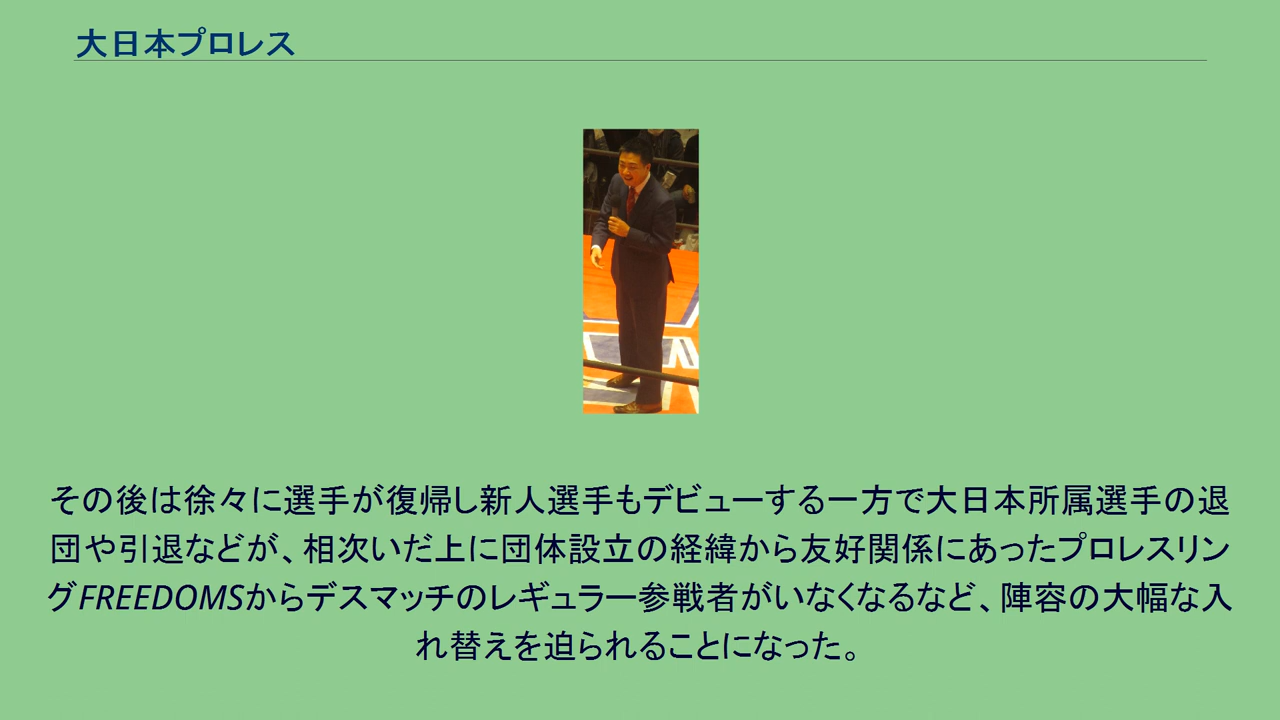 大日本プロレス
その後は徐々に選手が復帰し新人選手もデビューする一方で大日本所属選手の退
団や引退などが、相次いだ上に団体設立の経緯から友好関係にあったプロレスリン
グFREEDOMSからデスマッチのレギュラー参戦者がいなくなるなど、陣容の大幅な入
れ替えを迫られることになった。